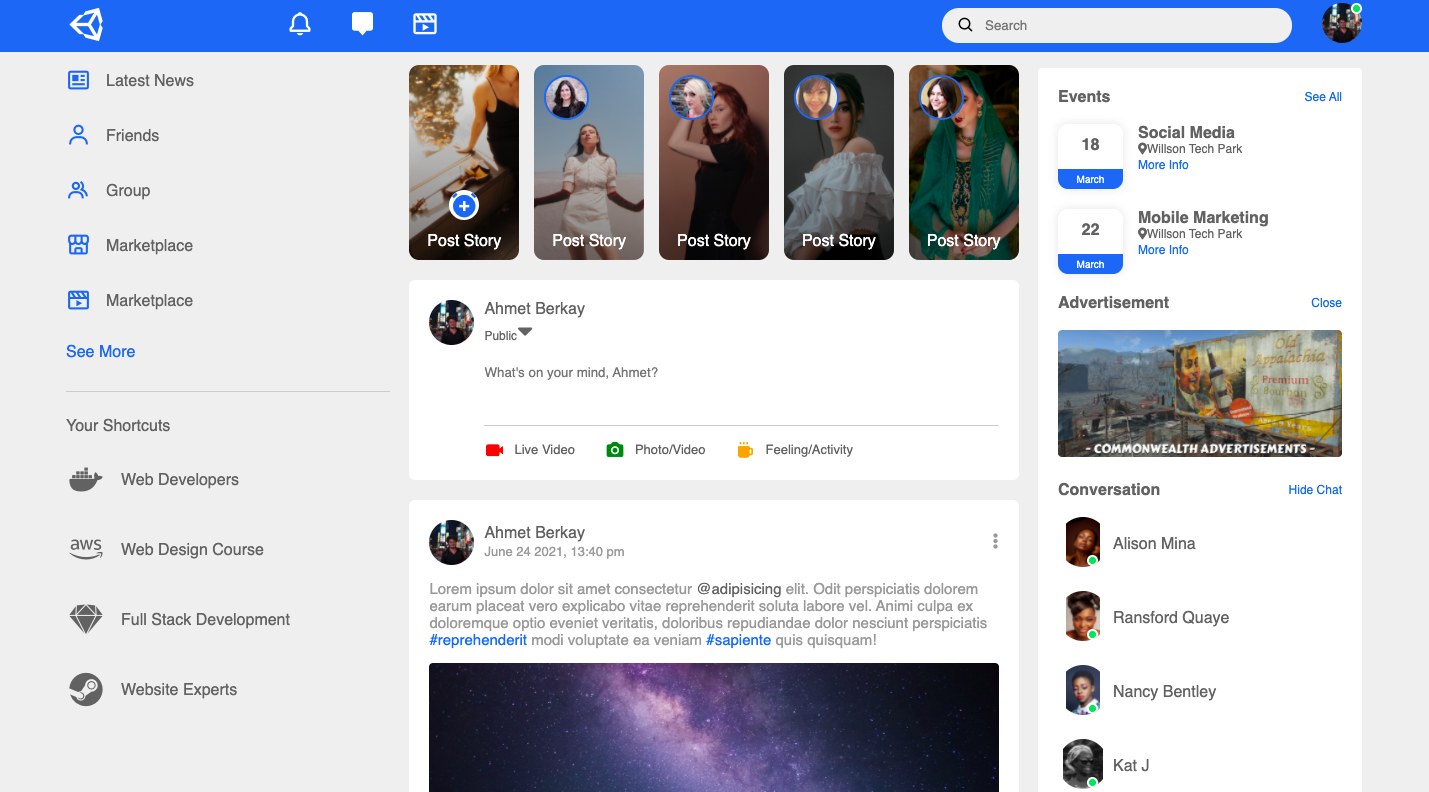 Search
Latest News
Friends
Group
Marketplace
Marketplace
See More
Your Shortcuts
Web Developers
aws
Web Design Course
Full Stack Development
Website Experts
Post Story
Post Story
Post Story
Post Story
Post Story
Ahmet Berkay
Public
What's on your mind, Ahmet?
Live Video
Photo/Video
Feeling/Activity
Ahmet Berkay
June 24 2021, 13:40 pm
Lorem ipsum dolor sit amet consectetur @adipisicing elit. Odit perspiciatis dolorem
earum placeat vero explicabo vitae reprehenderit soluta labore vel. Animi culpa ex
doloremque optio eveniet veritatis, doloribus repudiandae dolor nesciunt perspiciatis
#reprehenderit modi voluptate ea veniam #sapiente quis quisquam!
Events
See All
18
March
Social Media
Willson Tech Park
More Info
22
March
Mobile Marketing
Willson Tech Park
More Info
Advertisement
Close
Old
Appalachia
Premium
Bourbon
- COMMONWEALTH ADVERTISEMENTS -
Conversation
Hide Chat
Alison Mina
Ransford Quaye
Nancy Bentley
Kat J